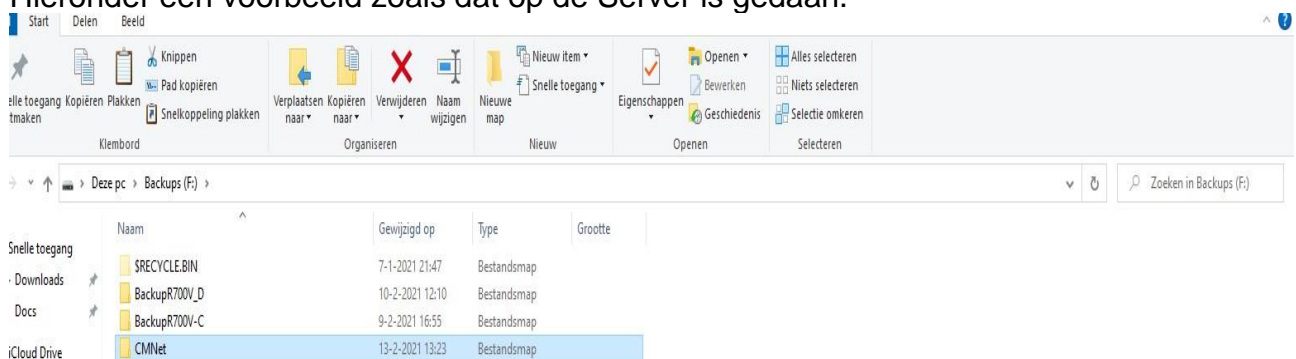 Hieronder een voorbeeld zoals dat op de Server is gedaan.
Start Delen Beeld
Knippen
Pad kopiëren
Snelkoppeling plakken
elle toegang Kopiëren Plakken
tmaken
Klembord
Verplaatsen Kopiëren Verwijderen Naam
naar naar wijzigen
Organiseren
Nieuw item
Snelle toegang
Nieuwe
map
Nieuw
Eigenschappen
Openen
Bewerken
Geschiedenis
Openen
Alles selecteren
Niets selecteren
Selectie omkeren
Selecteren
Deze pc > Backups (F:) >
Zoeken in Backups (F:)
Naam Gewijzigd op Type Grootte
Snelle toegang
Downloads
Docs
iCloud Drive
$RECYCLE.BIN 7-1-2021 21:47 Bestandsmap
BackupR700V_D 10-2-2021 12:10 Bestandsmap
BackupR700V-C 9-2-2021 16:55 Bestandsmap
CMNet 13-2-2021 13:23 Bestandsmap